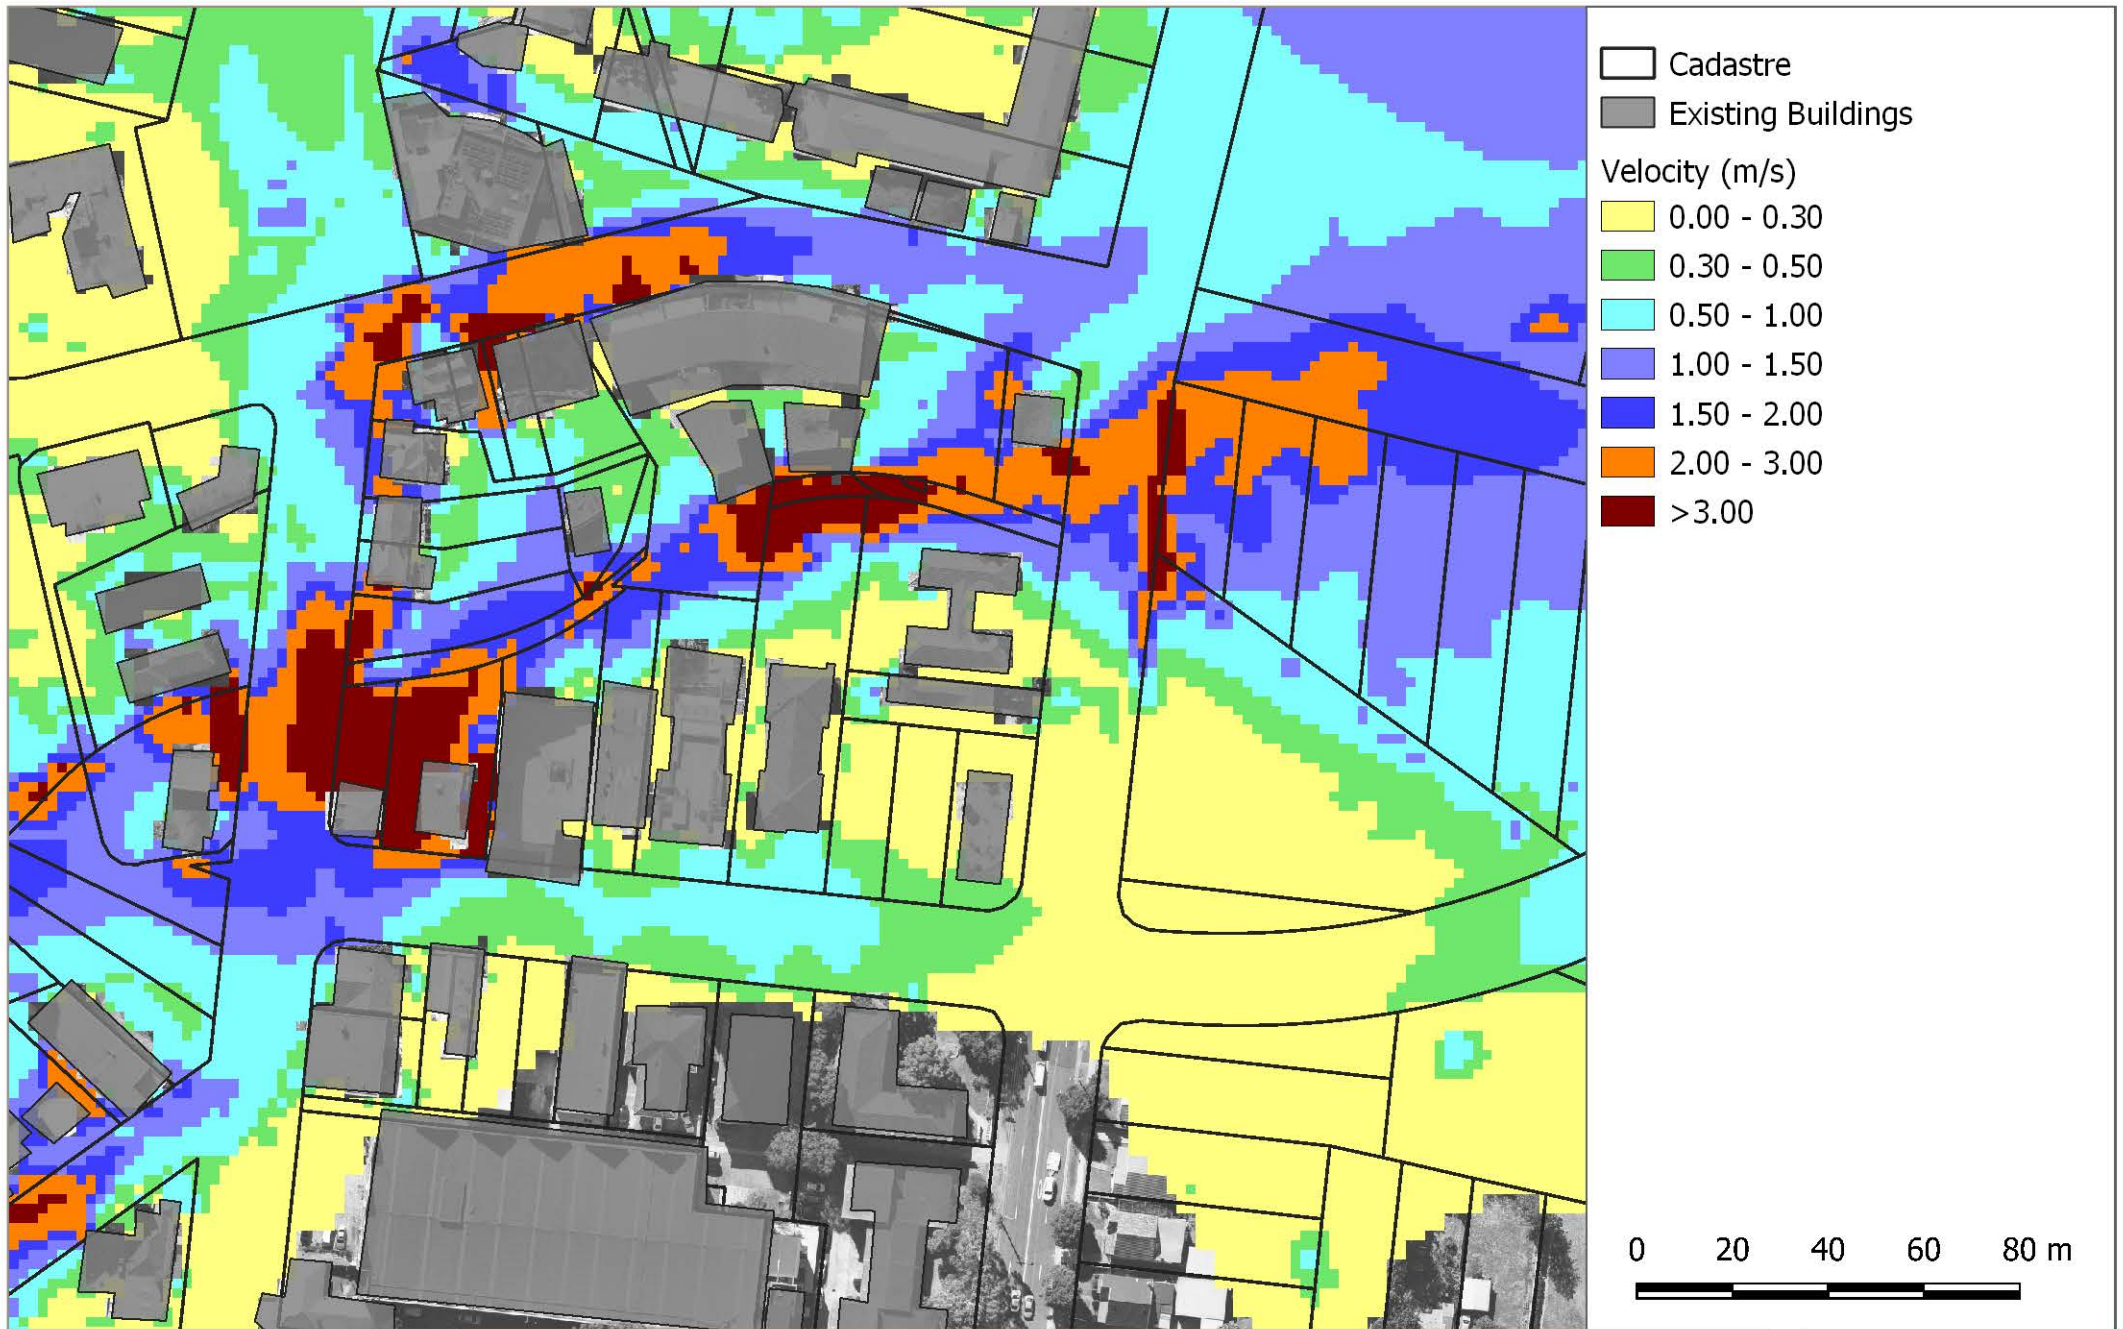 Cadastre
Existing Buildings
Velocity (m/s)
0.00 - 0.30
0.30 - 0.50
0.50 - 1.00
1.00 - 1.50
1.50 - 2.00
2.00 - 3.00
>3.00
0 20 40 60 80 m